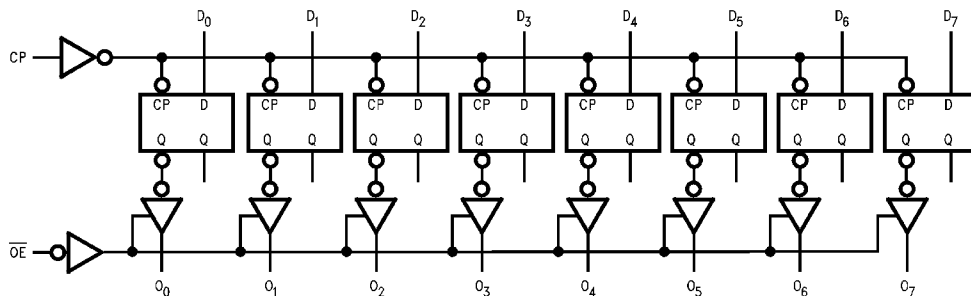 D0 D1 D2 D3 D4 D5 D6 D7
CP
CP D CP D CP D CP D CP D CP D CP D CP D
Q Q Q Q Q Q Q Q Q Q Q Q Q Q Q Q
OE
O0 O1 O2 O3 O4 O5 O6 O7